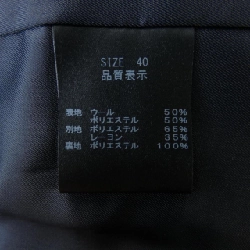 SIZE 40
品質表示
表地 ウール 50%
ポリエステル 50%
別地 ポリエステル 65%
レーヨン 35%
裏地 ポリエステル 100%